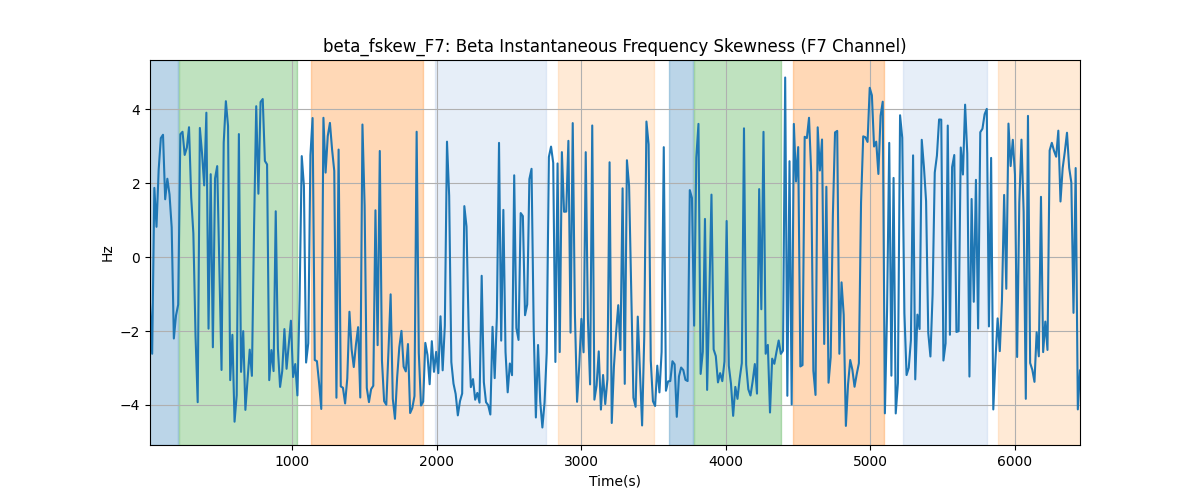 beta_fskew_F7: Beta Instantaneous Frequency Skewness (F7 Channel)
Hz
4
2
0
−2
−4
1000 2000 3000 4000 5000 6000
Time(s)